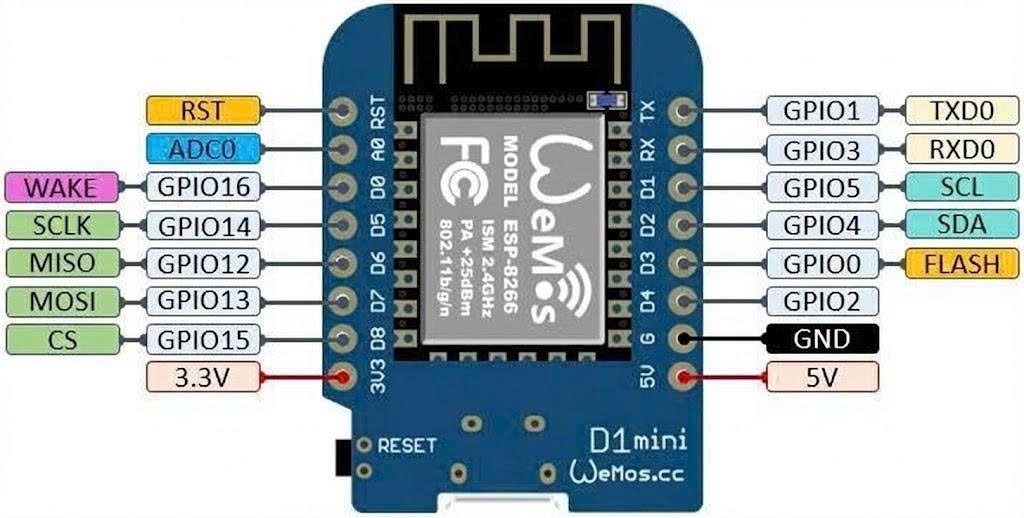 RST RST TX GPIO1 TXD0
ADC0 A0 RX GPIO3 RXD0
WAKE GPIO16 D0 D1 GPIO5 SCL
SCLK GPIO14 D5 D2 GPIO4 SDA
MISO GPIO12 D6 D3 GPIO0 FLASH
MOSI GPIO13 D7 D4 GPIO2
CS GPIO15 D8 G GND
3.3V 3V3 5V 5V
WeMos
MODEL ESP-8266
FC
ISM 2.4GHz
PA +25dBm
802.11b/g/n
RESET
D1 mini
WeMos.cc